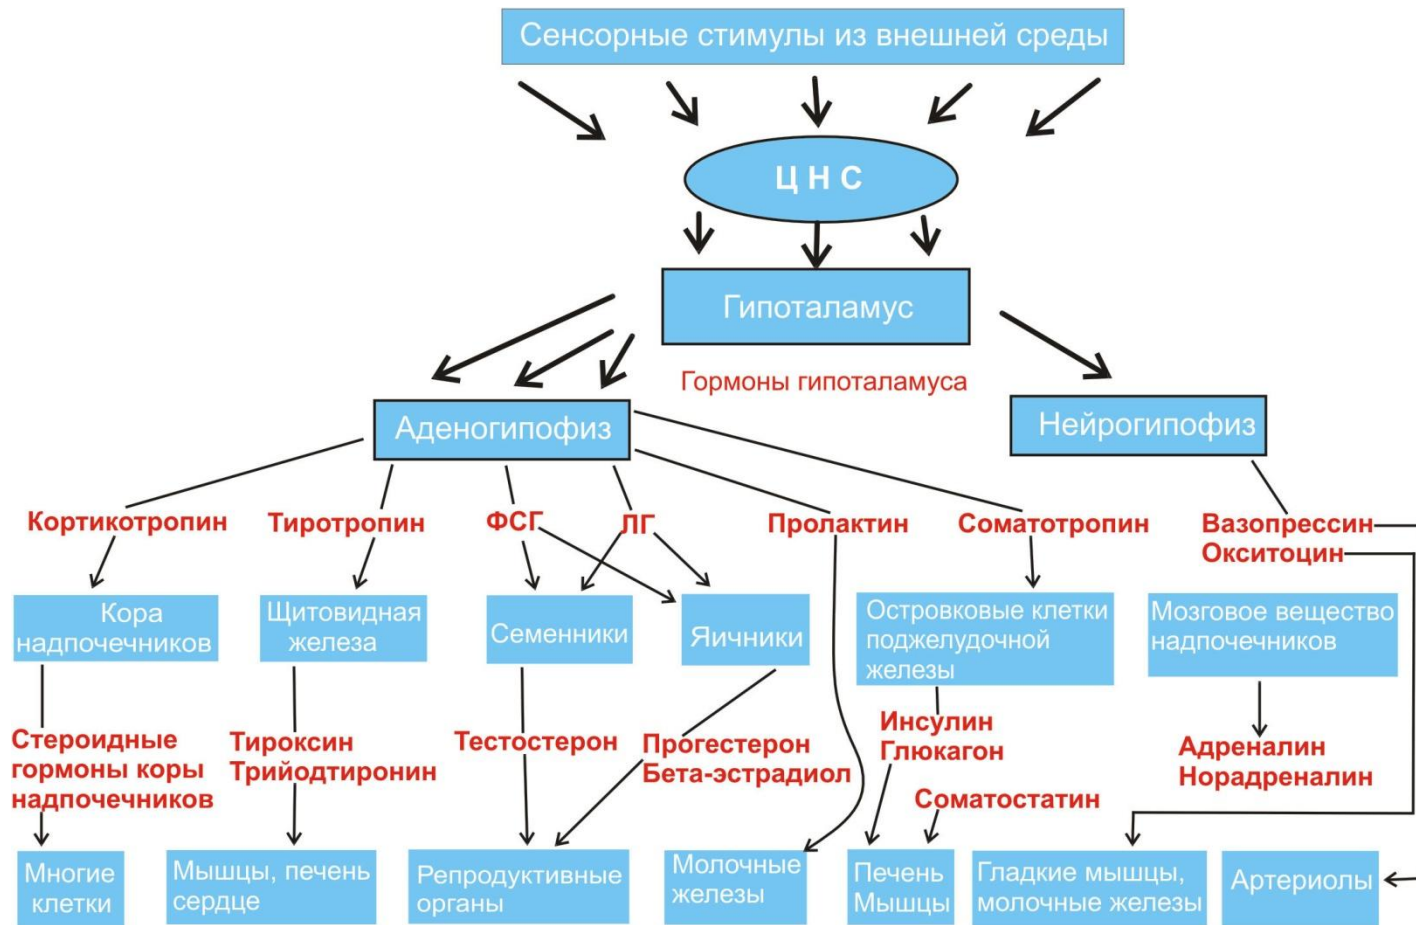 Сенсорные стимулы из внешней среды
Ц Н С
Гипоталамус
Гормоны гипоталамуса
Аденогипофиз
Нейрогипофиз
Кортикотропин
Тиротропин
ФСГ
ЛГ
Пролактин
Соматотропин
Вазопрессин
Окситоцин
Кора
надпочечников
Щитовидная
железа
Семенники
Яичники
Островковые клетки
поджелудочной
железы
Мозговое вещество
надпочечников
Стероидные
гормоны коры
надпочечников
Тироксин
Трийодтиронин
Тестостерон
Прогестерон
Бета-эстрадиол
Инсулин
Глюкагон
Соматостатин
Адреналин
Норадреналин
Многие
клетки
Мышцы, печень
сердце
Репродуктивные
органы
Молочные
железы
Печень
Мышцы
Гладкие мышцы,
молочные железы
Артериолы